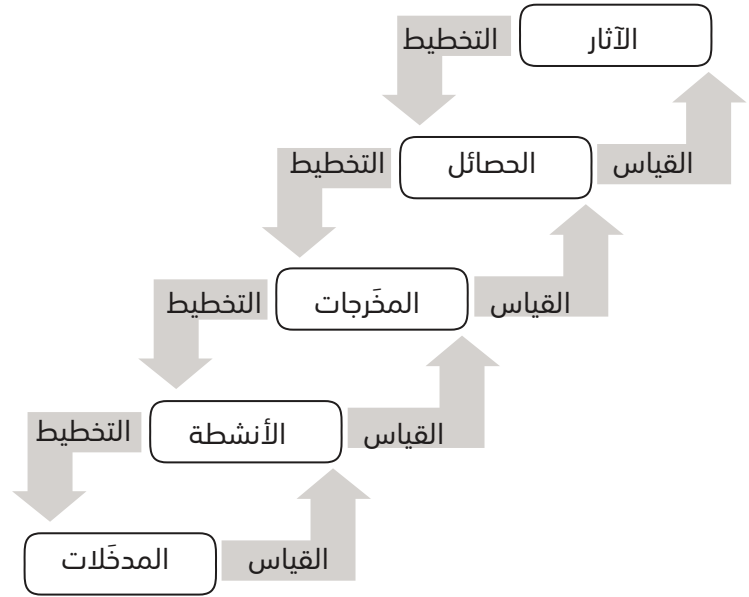 الآثار
التخطيط
الحصائل
القياس
التخطيط
المخَرجات
القياس
التخطيط
الأنشطة
القياس
التخطيط
المدخَلات
القياس